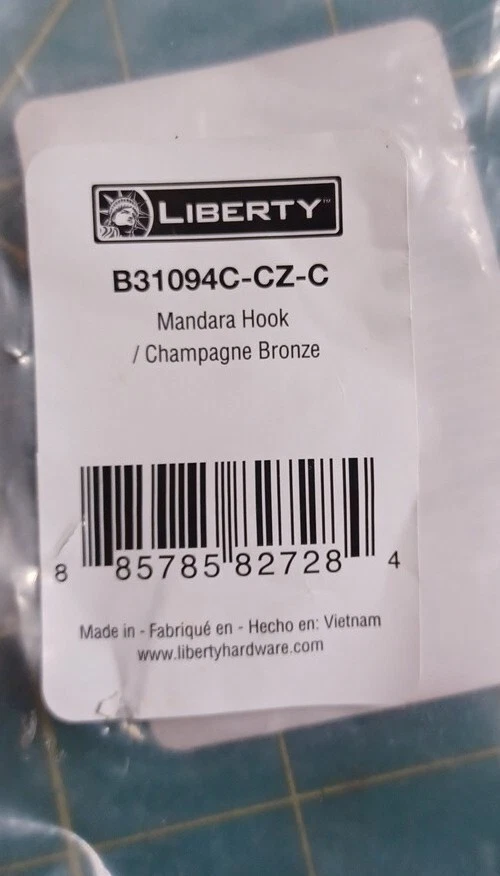 LIBERTY™
B31094C-CZ-C
Mandara Hook
/ Champagne Bronze
8 85785 82728 4
Made in - Fabriqué en - Hecho en: Vietnam
www.libertyhardware.com